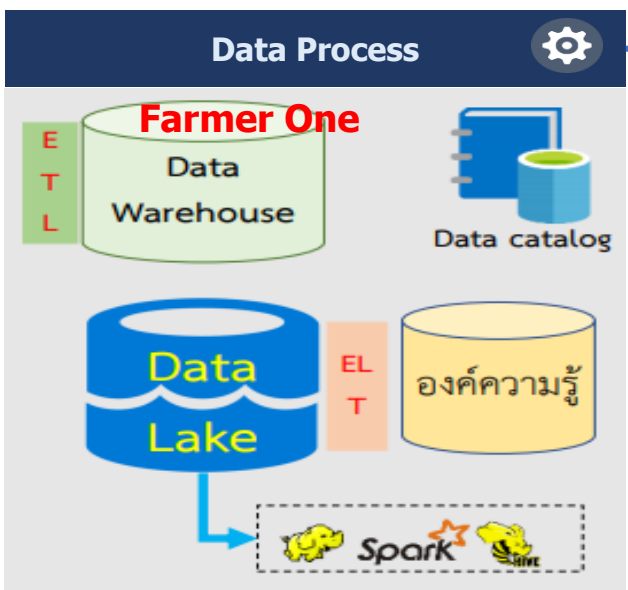 Data Process
Farmer One
E
T
L
Data
Warehouse
Data catalog
Data
Lake
EL
T
องค์ความรู้
Spark
HIVE